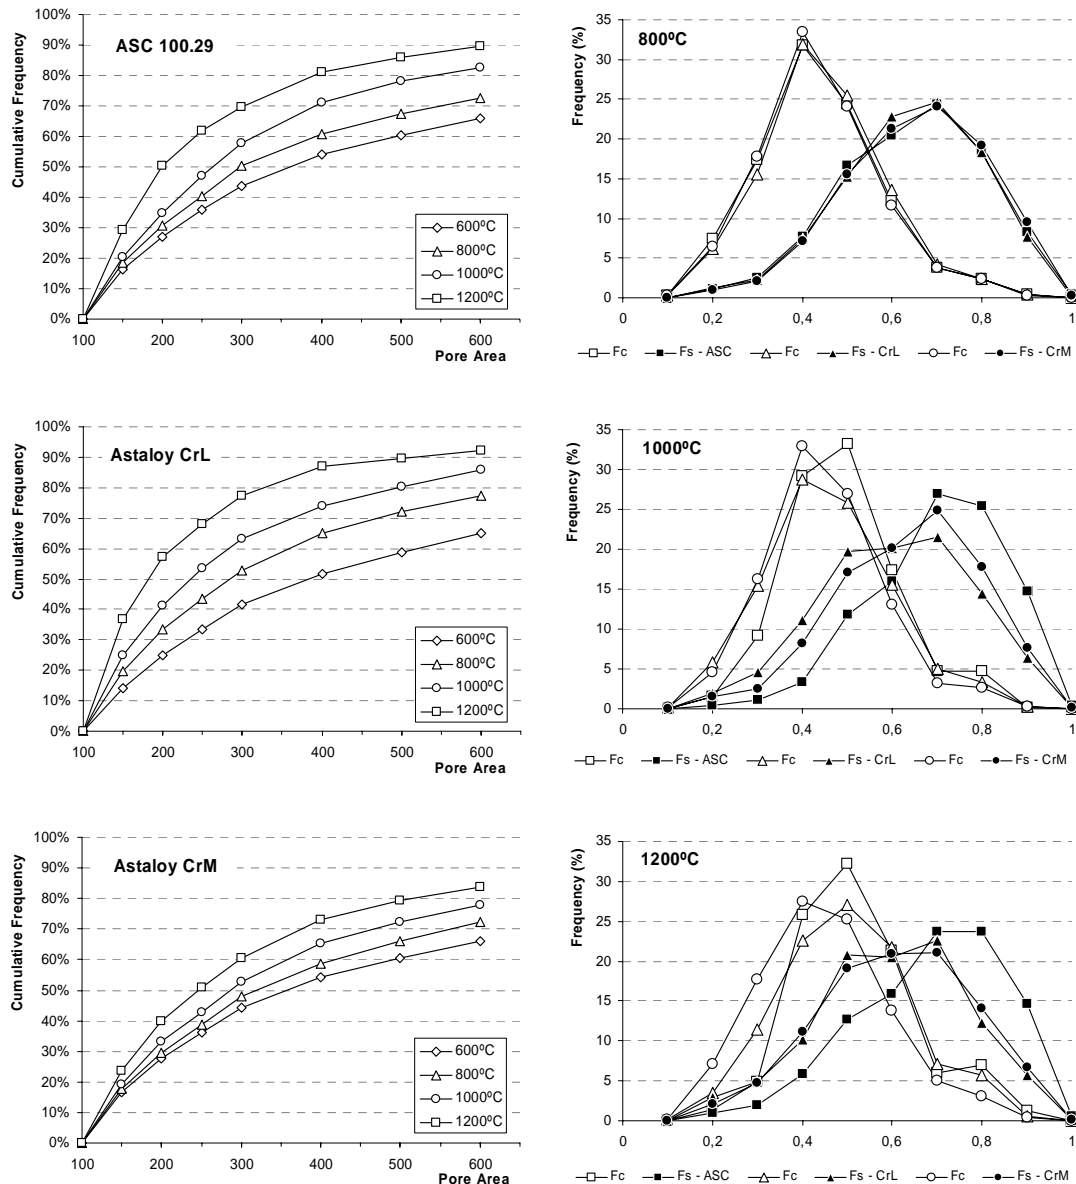 ASC 100.29
Cumulative Frequency
100%
90%
80%
70%
60%
50%
40%
30%
20%
10%
0%
600ºC
800ºC
1000ºC
1200ºC
100 200 300 400 500 600
Pore Area
800ºC
Frequency (%)
35
30
25
20
15
10
5
0
0 0,2 0,4 0,6 0,8 1
Fc Fs - ASC Fc Fs - CrL Fc Fs - CrM
Astaloy CrL
Cumulative Frequency
100%
90%
80%
70%
60%
50%
40%
30%
20%
10%
0%
600ºC
800ºC
1000ºC
1200ºC
100 200 300 400 500 600
Pore Area
1000ºC
Frequency (%)
35
30
25
20
15
10
5
0
0 0,2 0,4 0,6 0,8 1
Fc Fs - ASC Fc Fs - CrL Fc Fs - CrM
Astaloy CrM
Cumulative Frequency
100%
90%
80%
70%
60%
50%
40%
30%
20%
10%
0%
600ºC
800ºC
1000ºC
1200ºC
100 200 300 400 500 600
Pore Area
1200ºC
Frequency (%)
35
30
25
20
15
10
5
0
0 0,2 0,4 0,6 0,8 1
Fc Fs - ASC Fc Fs - CrL Fc Fs - CrM